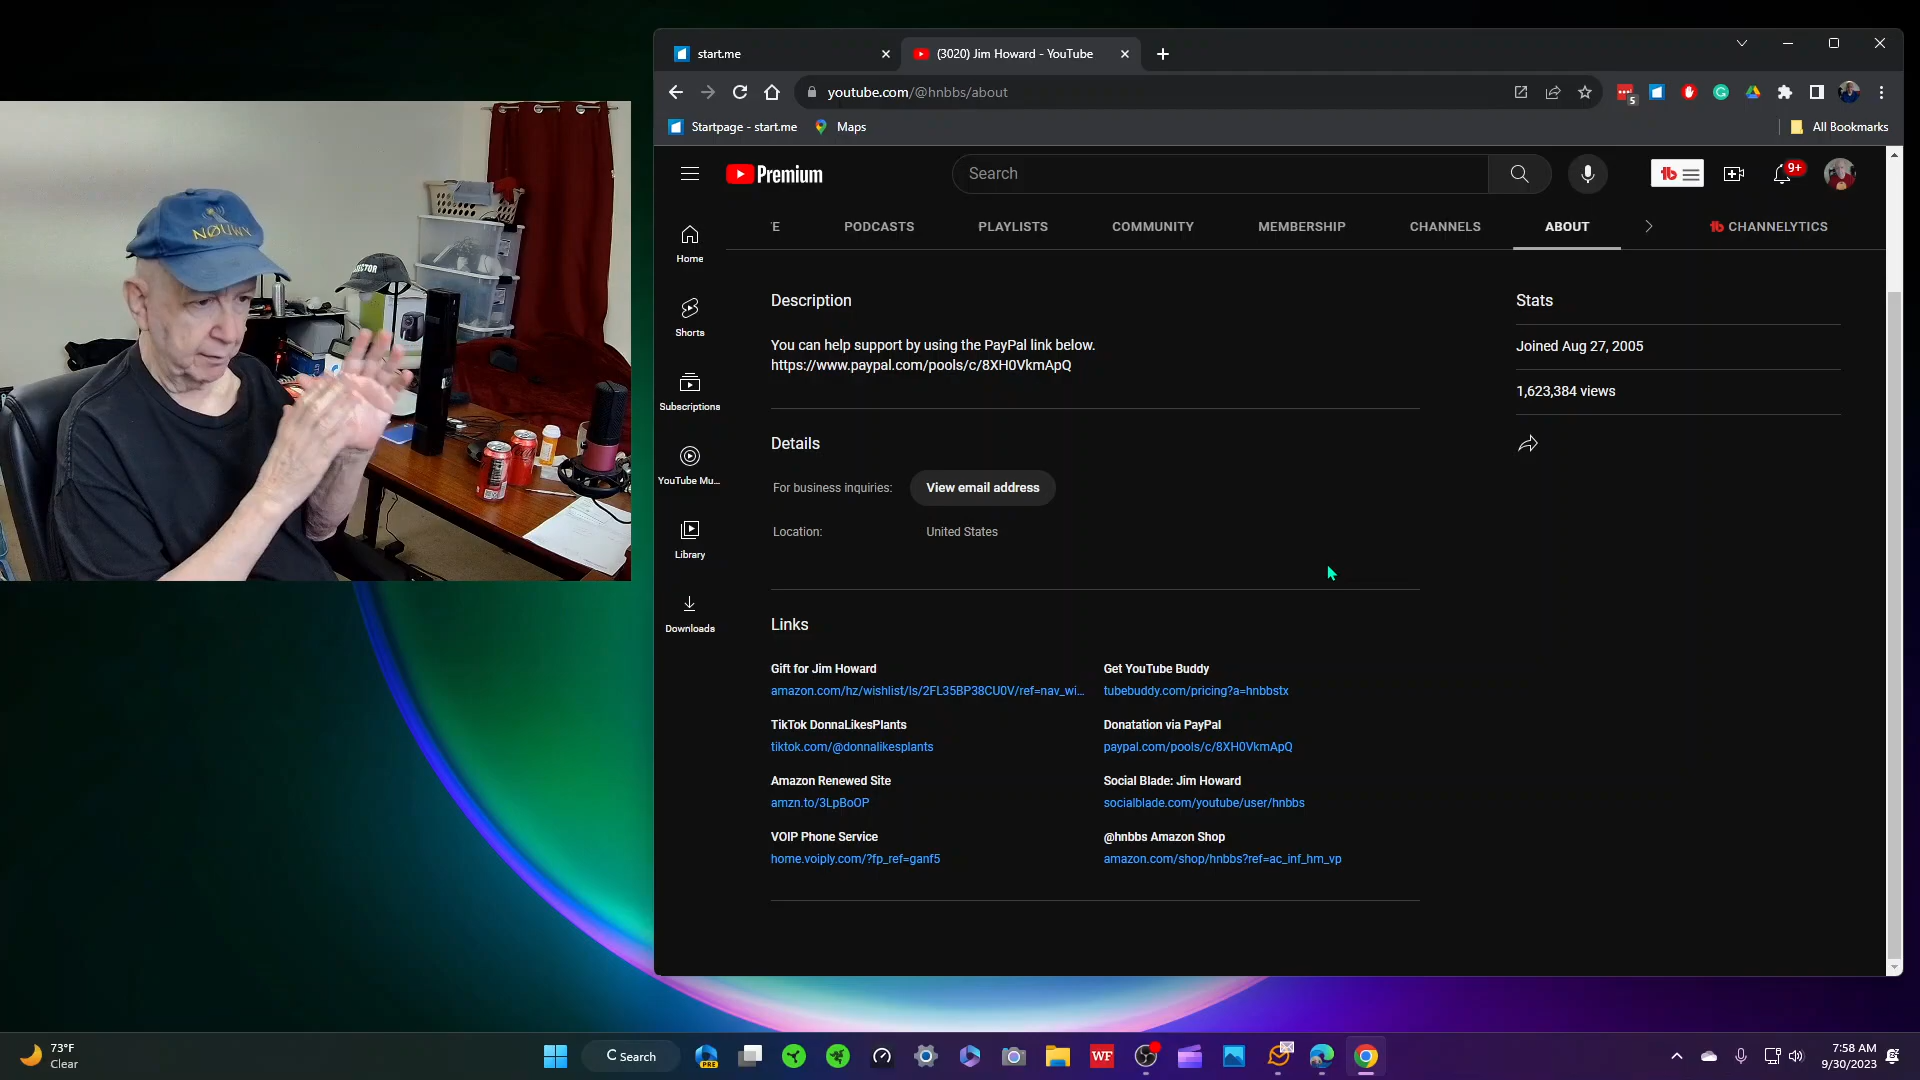 start.me
(3020) Jim Howard - YouTube
youtube.com/@hnbbs/about
5
Startpage - start.me
Maps
All Bookmarks
Premium
Search
9+
E
PODCASTS
PLAYLISTS
COMMUNITY
MEMBERSHIP
CHANNELS
ABOUT
CHANNELYTICS
Home
Shorts
Subscriptions
YouTube Mu...
Library
Downloads
Description
You can help support by using the PayPal link below.
https://www.paypal.com/pools/c/8XH0VkmApQ
Stats
Joined Aug 27, 2005
1,623,384 views
Details
For business inquiries:
View email address
Location:
United States
Links
Gift for Jim Howard
amazon.com/hz/wishlist/ls/2FL35BP38CU0V/ref=nav_wi...
Get YouTube Buddy
tubebuddy.com/pricing?a=hnbbstx
TikTok DonnaLikesPlants
tiktok.com/@donnalikesplants
Donatation via PayPal
paypal.com/pools/c/8XH0VkmApQ
Amazon Renewed Site
amzn.to/3LpBoOP
Social Blade: Jim Howard
socialblade.com/youtube/user/hnbbs
VOIP Phone Service
home.voiply.com/?fp_ref=ganf5
@hnbbs Amazon Shop
amazon.com/shop/hnbbs?ref=ac_inf_hm_vp
NØUWY
73°F
Clear
Search
PRE
WF
7:58 AM
9/30/2023